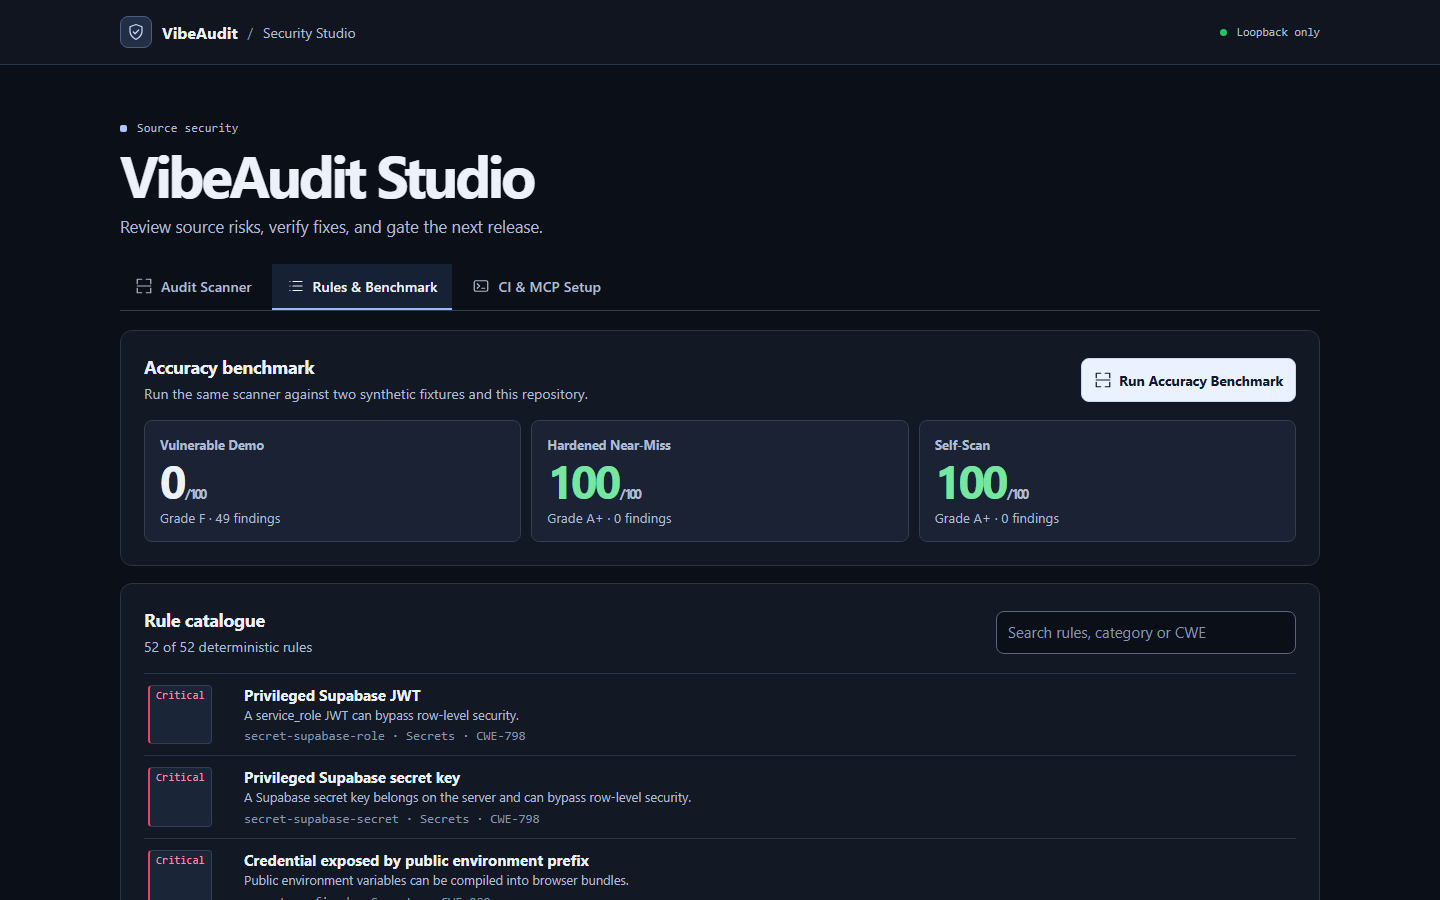 VibeAudit / Security Studio
Loopback only
Source security
VibeAudit Studio
Review source risks, verify fixes, and gate the next release.
Audit Scanner
Rules & Benchmark
CI & MCP Setup
Accuracy benchmark
Run the same scanner against two synthetic fixtures and this repository.
Run Accuracy Benchmark
Vulnerable Demo
0/100
Grade F · 49 findings
Hardened Near-Miss
100/100
Grade A+ · 0 findings
Self-Scan
100/100
Grade A+ · 0 findings
Rule catalogue
52 of 52 deterministic rules
Search rules, category or CWE
Critical
Privileged Supabase JWT
A service_role JWT can bypass row-level security.
secret-supabase-role · Secrets · CWE-798
Critical
Privileged Supabase secret key
A Supabase secret key belongs on the server and can bypass row-level security.
secret-supabase-secret · Secrets · CWE-798
Critical
Credential exposed by public environment prefix
Public environment variables can be compiled into browser bundles.